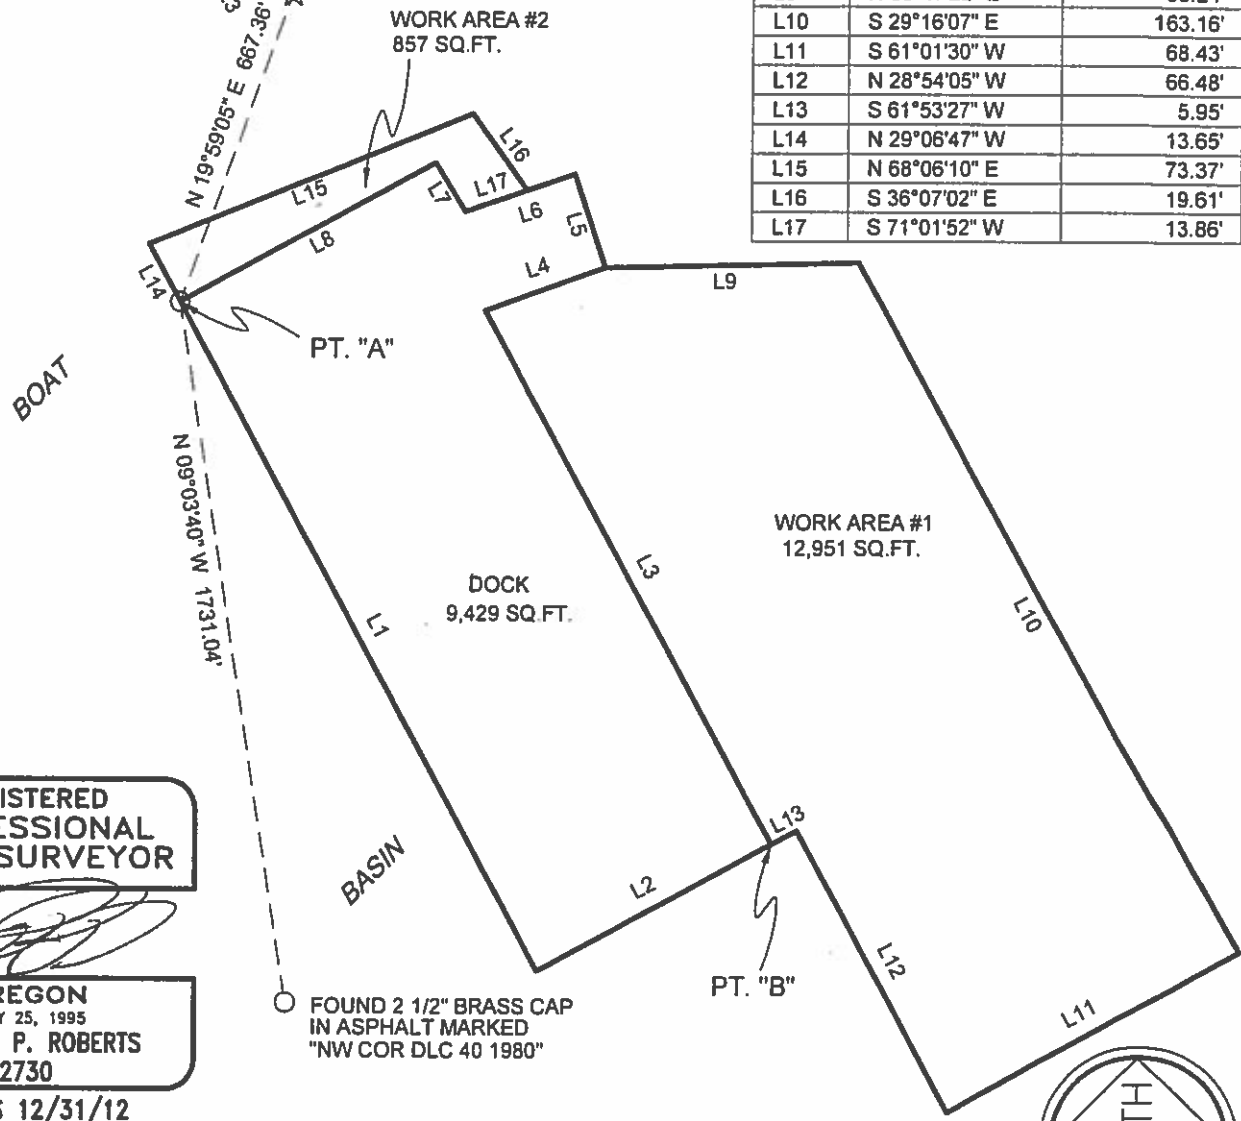 WORK AREA #2
857 SQ.FT.
N 19°59'05" E 667.36'
L10 S 29°16'07" E 163.16'
L11 S 61°01'30" W 68.43'
L12 N 28°54'05" W 66.48'
L13 S 61°53'27" W 5.95'
L14 N 29°06'47" W 13.65'
L15 N 68°06'10" E 73.37'
L16 S 36°07'02" E 19.61'
L17 S 71°01'52" W 13.86'
L16
L15
L7
L17
L6
L8
L5
L4
L14
L9
PT. "A"
BOAT
N 09°03'40" W 1731.04'
WORK AREA #1
12,951 SQ.FT.
L3
DOCK
9,429 SQ.FT.
L1
L10
L13
BASIN
L2
L12
PT. "B"
L11
ISTERED
ESSIONAL
SURVEYOR
REGON
Y 25, 1995
P. ROBERTS
2730
12/31/12
FOUND 2 1/2" BRASS CAP
IN ASPHALT MARKED
"NW COR DLC 40 1980"
TH